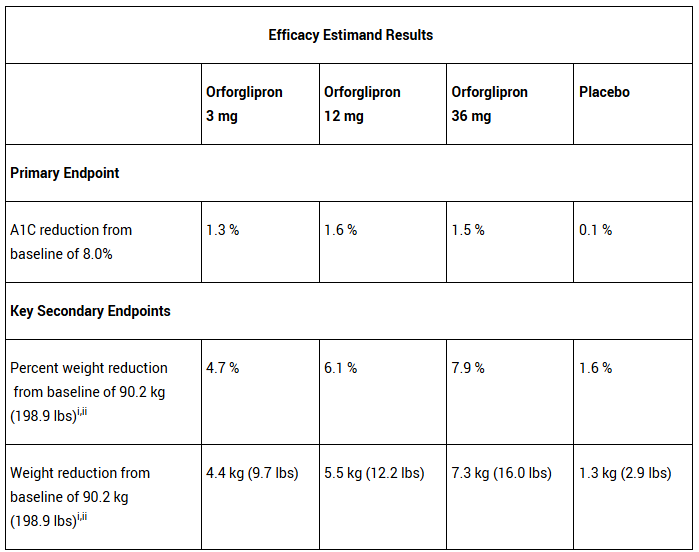 Efficacy Estimand Results
Orforglipron
3 mg
Orforglipron
12 mg
Orforglipron
36 mg
Placebo
Primary Endpoint
A1C reduction from
baseline of 8.0%
1.3 %
1.6 %
1.5 %
0.1 %
Key Secondary Endpoints
Percent weight reduction
from baseline of 90.2 kg
(198.9 lbs)i,ii
4.7 %
6.1 %
7.9 %
1.6 %
Weight reduction from
baseline of 90.2 kg
(198.9 lbs)i,ii
4.4 kg (9.7 lbs)
5.5 kg (12.2 lbs)
7.3 kg (16.0 lbs)
1.3 kg (2.9 lbs)